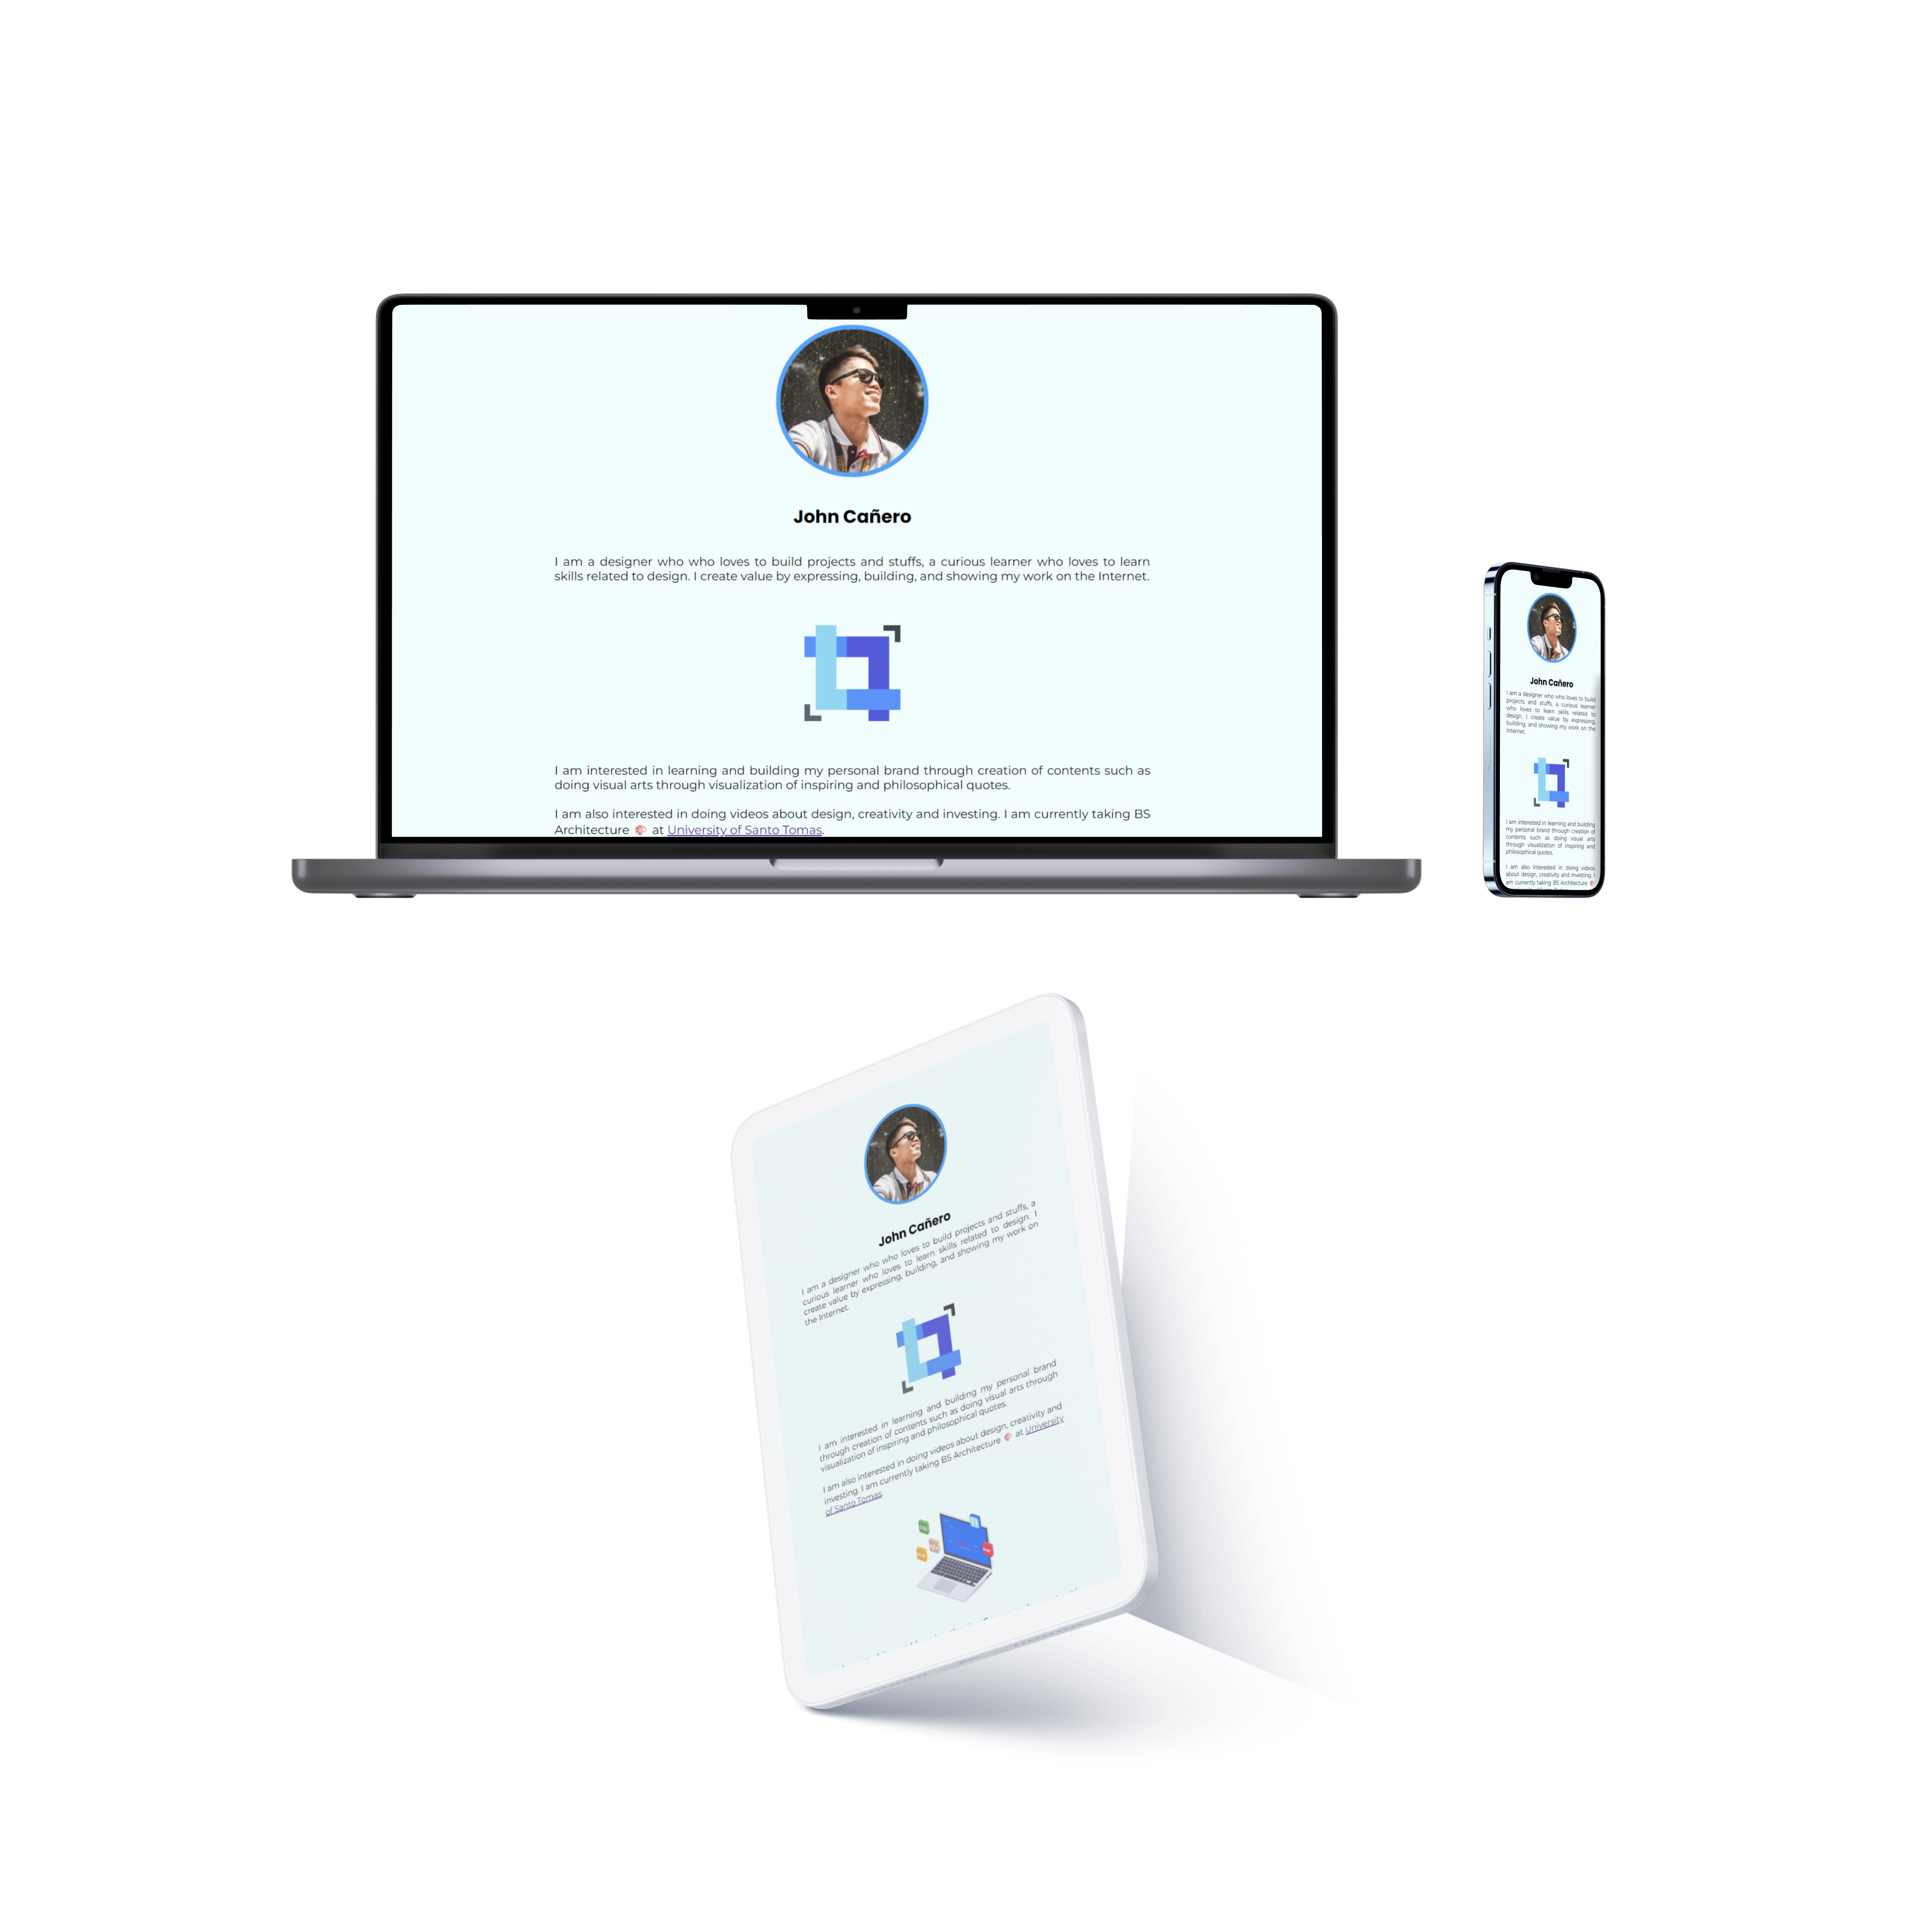 John Cañero
I am a designer who who loves to build projects and stuffs, a curious learner who loves to learn
skills related to design. I create value by expressing, building, and showing my work on the Internet.
I am interested in learning and building my personal brand through creation of contents such as
doing visual arts through visualization of inspiring and philosophical quotes.
I am also interested in doing videos about design, creativity and investing. I am currently taking BS
Architecture at University of Santo Tomas.
John Cañero
I am a designer who who loves to build
projects and stuffs, a curious learner
who loves to learn skills related to
design. I create value by expressing,
building, and showing my work on the
Internet.
I am interested in learning and building
my personal brand through creation of
contents such as doing visual arts
through visualization of inspiring and
philosophical quotes.
I am also interested in doing videos
about design, creativity and investing. I
am currently taking BS Architecture
John Cañero
I am a designer who who loves to build projects and stuffs, a
curious learner who loves to learn skills related to design. I
create value by expressing, building, and showing my work on
the Internet.
I am interested in learning and building my personal brand
through creation of contents such as doing visual arts through
visualization of inspiring and philosophical quotes.
I am also interested in doing videos about design, creativity and
investing. I am currently taking BS Architecture at University
of Santo Tomas.